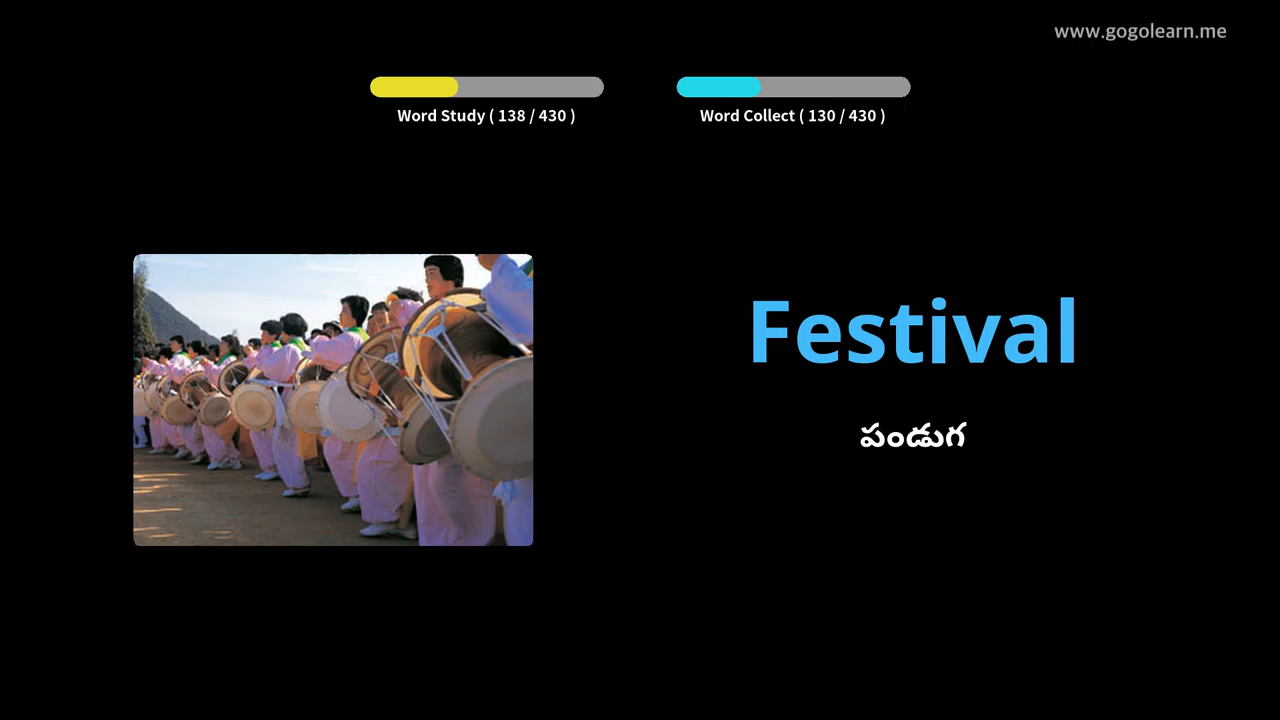 www.gogolearn.me
Word Study ( 138 / 430 )
Word Collect ( 130 / 430 )
Festival
పండుగ